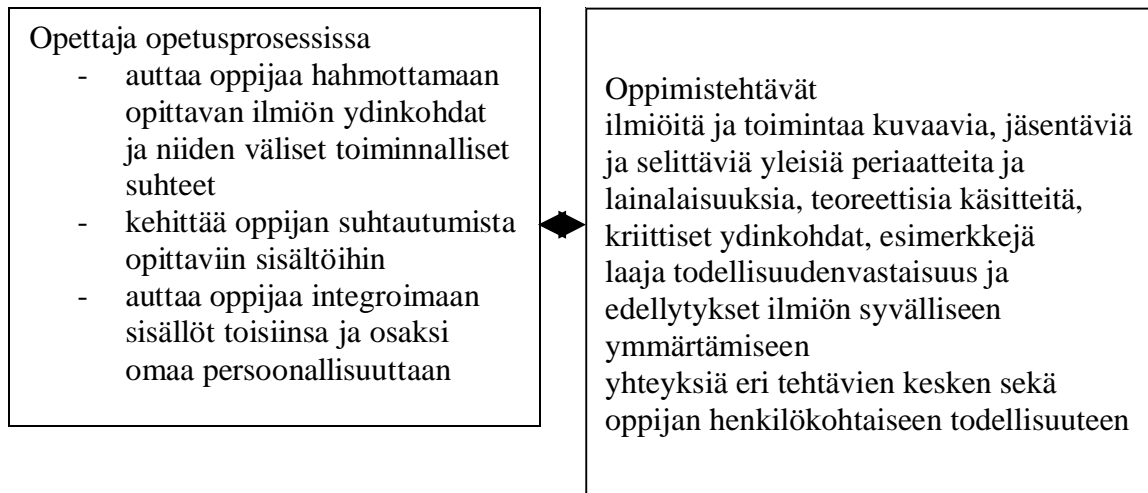 Opettaja opetusprosessissa
- auttaa oppijaa hahmottamaan
opittavan ilmiön ydinkohdat
ja niiden väliset toiminnalliset
suhteet
- kehittää oppijan suhtautumista
opittaviin sisältöihin
- auttaa oppijaa integroimaan
sisällöt toisiinsa ja osaksi
omaa persoonallisuuttaan
Oppimistehtävät
ilmiöitä ja toimintaa kuvaavia, jäsentäviä
ja selittäviä yleisiä periaatteita ja
lainalaisuuksia, teoreettisia käsitteitä,
kriittiset ydinkohdat, esimerkkejä
laaja todellisuudenvastaisuus ja
edellytykset ilmiön syvälliseen
ymmärtämiseen
yhteyksiä eri tehtävien kesken sekä
oppijan henkilökohtaiseen todellisuuteen